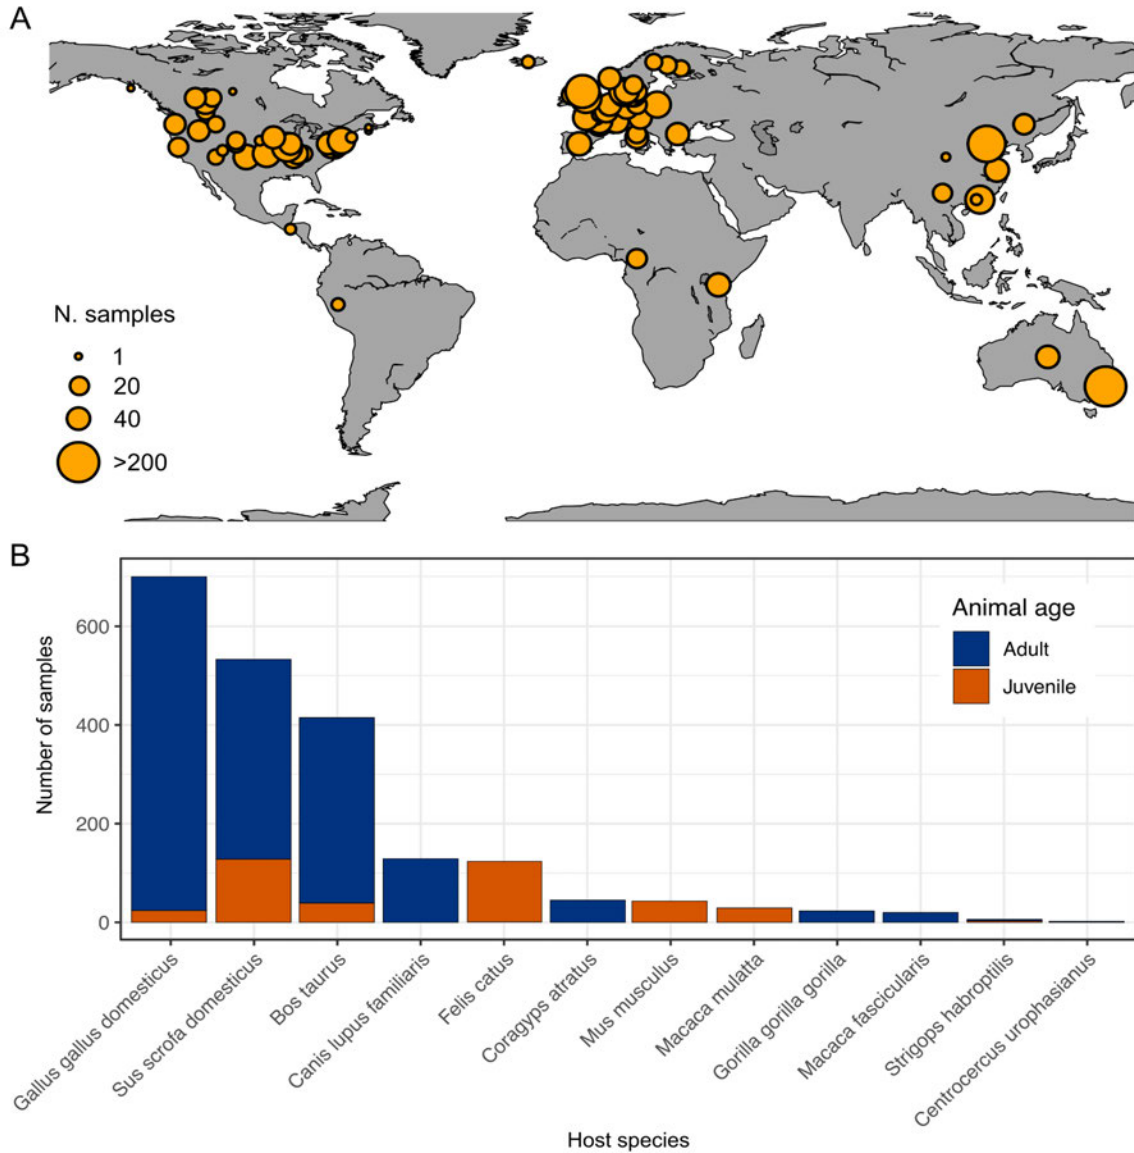 A
N. samples
1
20
40
>200
B
Number of samples
600
400
200
0
Animal age
Adult
Juvenile
Gallus gallus domesticus
Sus scrofa domesticus
Bos taurus
Canis lupus familiaris
Felis catus
Coragyps atratus
Mus musculus
Macaca mulatta
Gorilla gorilla gorilla
Macaca fascicularis
Strigops habroptilis
Centrocercus urophasianus
Host species